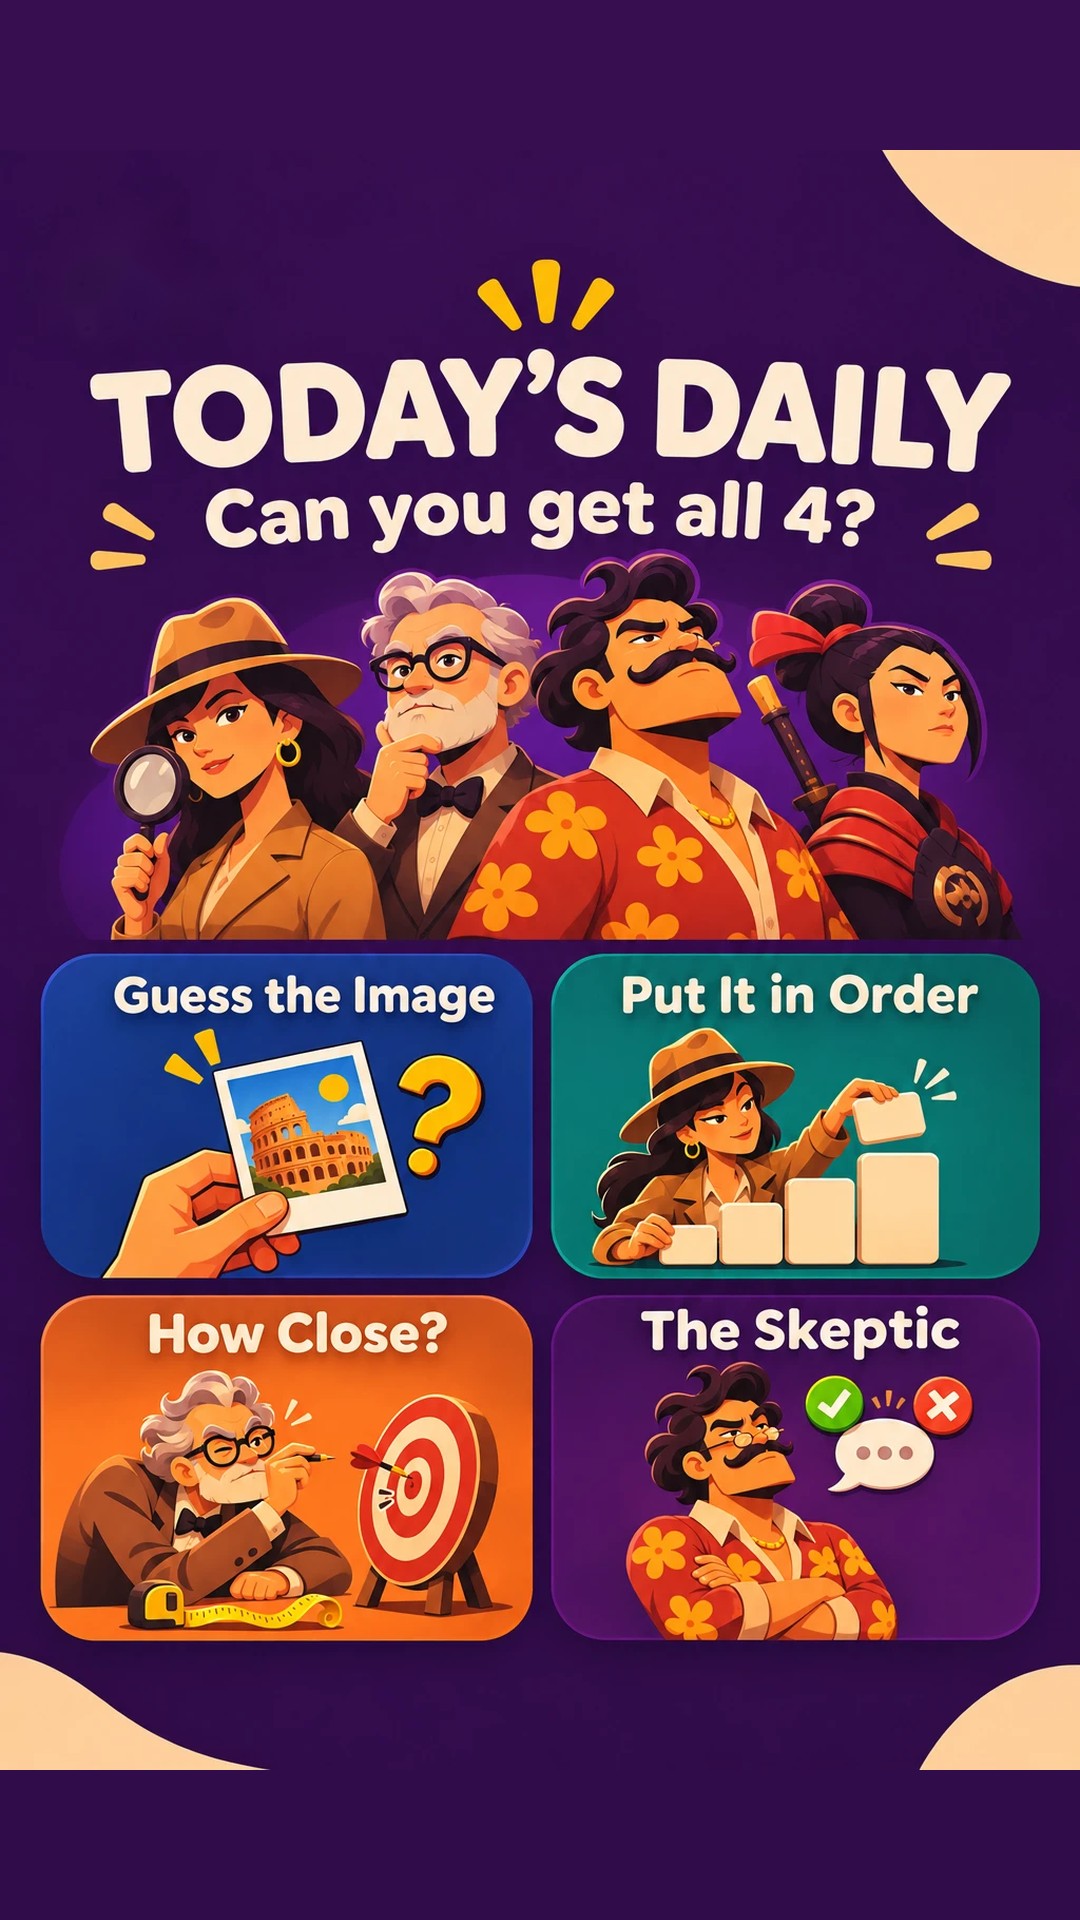 TODAY'S DAILY
Can you get all 4?
Guess the Image
Put It in Order
How Close?
The Skeptic